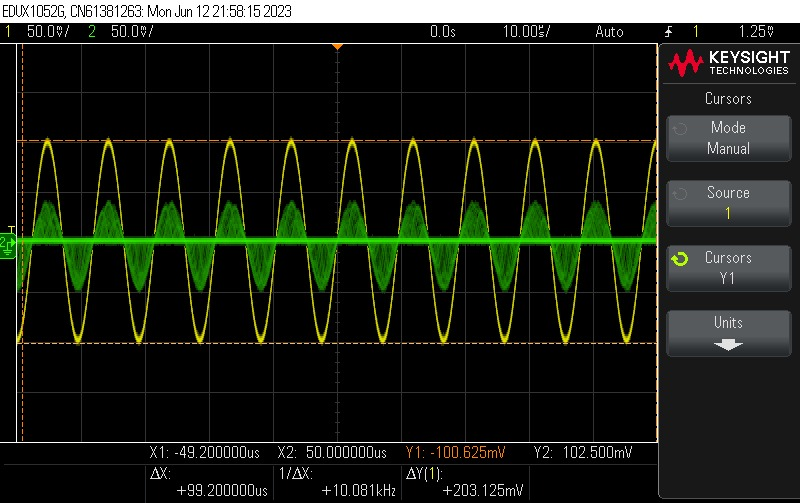 EDUX1052G, CN61381263: Mon Jun 12 21:58:15 2023
1 50.0V/ 2 50.0V/ 0.0s 10.00s/ Auto 1 1.25V
KEYSIGHT
TECHNOLOGIES
Cursors
Mode
Manual
Source
1
Cursors
Y1
Units
T
2
X1: -49.200000us X2: 50.000000us Y1: -100.625mV Y2: 102.500mV
ΔX: +99.200000us 1/ΔX: +10.081kHz ΔY(1): +203.125mV